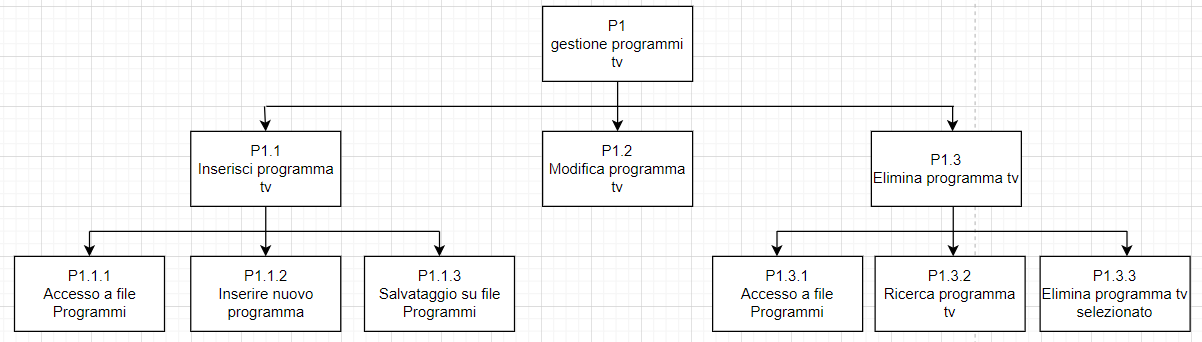 P1
gestione programmi
tv
P1.1
Inserisci programma
tv
P1.2
Modifica programma
tv
P1.3
Elimina programma tv
P1.1.1
Accesso a file
Programmi
P1.1.2
Inserire nuovo
programma
P1.1.3
Salvataggio su file
Programmi
P1.3.1
Accesso a file
Programmi
P1.3.2
Ricerca programma
tv
P1.3.3
Elimina programma tv
selezionato